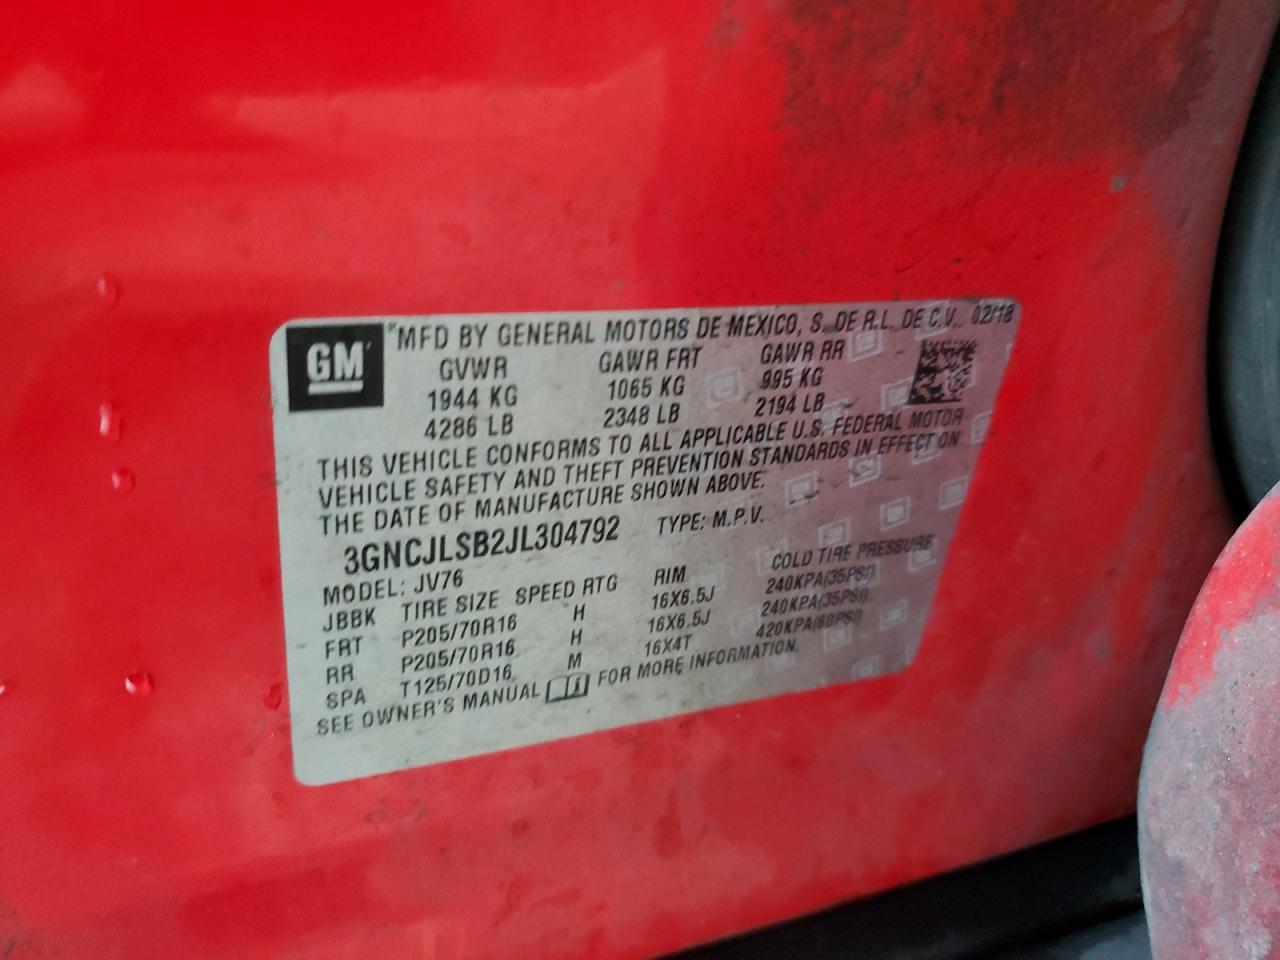 GM
*MFD BY GENERAL MOTORS DE MEXICO, S. DE R.L. DE C.V. 02/18
GVWR GAWR FRT GAWR RR
1944 KG 1065 KG 995 KG
4286 LB 2348 LB 2194 LB
THIS VEHICLE CONFORMS TO ALL APPLICABLE U.S. FEDERAL MOTOR
VEHICLE SAFETY AND THEFT PREVENTION STANDARDS IN EFFECT ON
THE DATE OF MANUFACTURE SHOWN ABOVE.
3GNCJLSB2JL304792 TYPE: M.P.V.
MODEL: JV76
JBBK TIRE SIZE SPEED RTG RIM COLD TIRE PRESSURE
FRT P205/70R16 H 16X6.5J 240KPA(35PSI)
RR P205/70R16 H 16X6.5J 240KPA(35PSI)
SPA T125/70D16 M 16X4T 420KPA(60PSI)
SEE OWNER'S MANUAL FOR MORE INFORMATION.